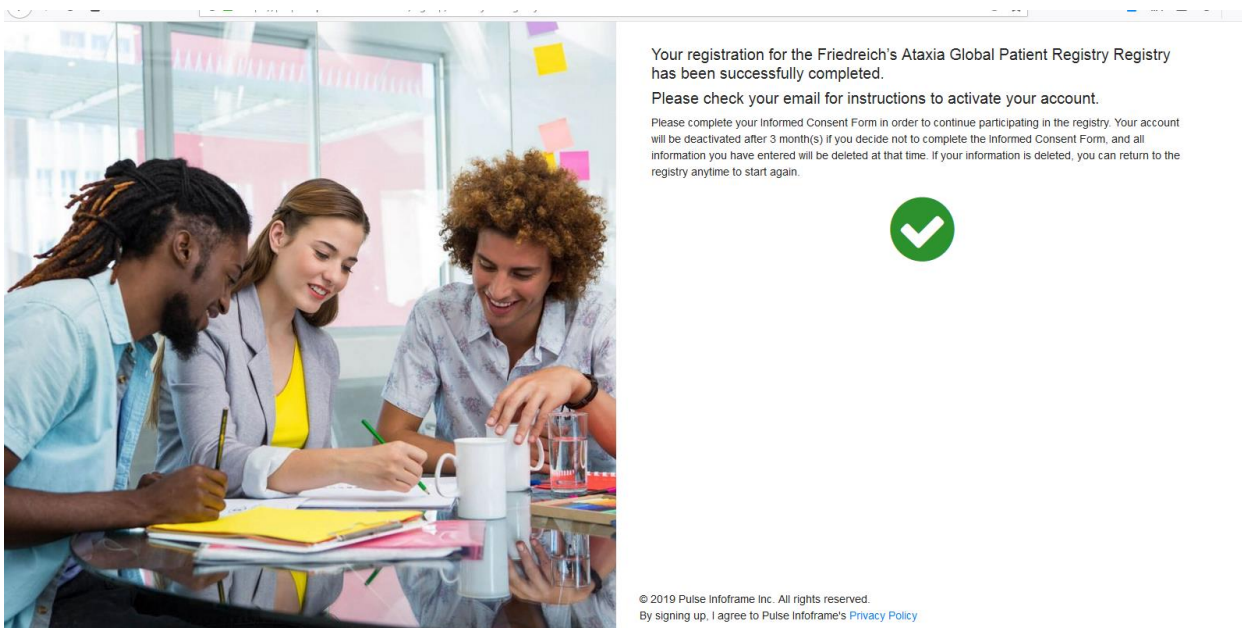 Your registration for the Friedreich's Ataxia Global Patient Registry Registry
has been successfully completed.
Please check your email for instructions to activate your account.
Please complete your Informed Consent Form in order to continue participating in the registry. Your account
will be deactivated after 3 month(s) if you decide not to complete the Informed Consent Form, and all
information you have entered will be deleted at that time. If your information is deleted, you can return to the
registry anytime to start again.
© 2019 Pulse Infoframe Inc. All rights reserved.
By signing up, I agree to Pulse Infoframe's Privacy Policy